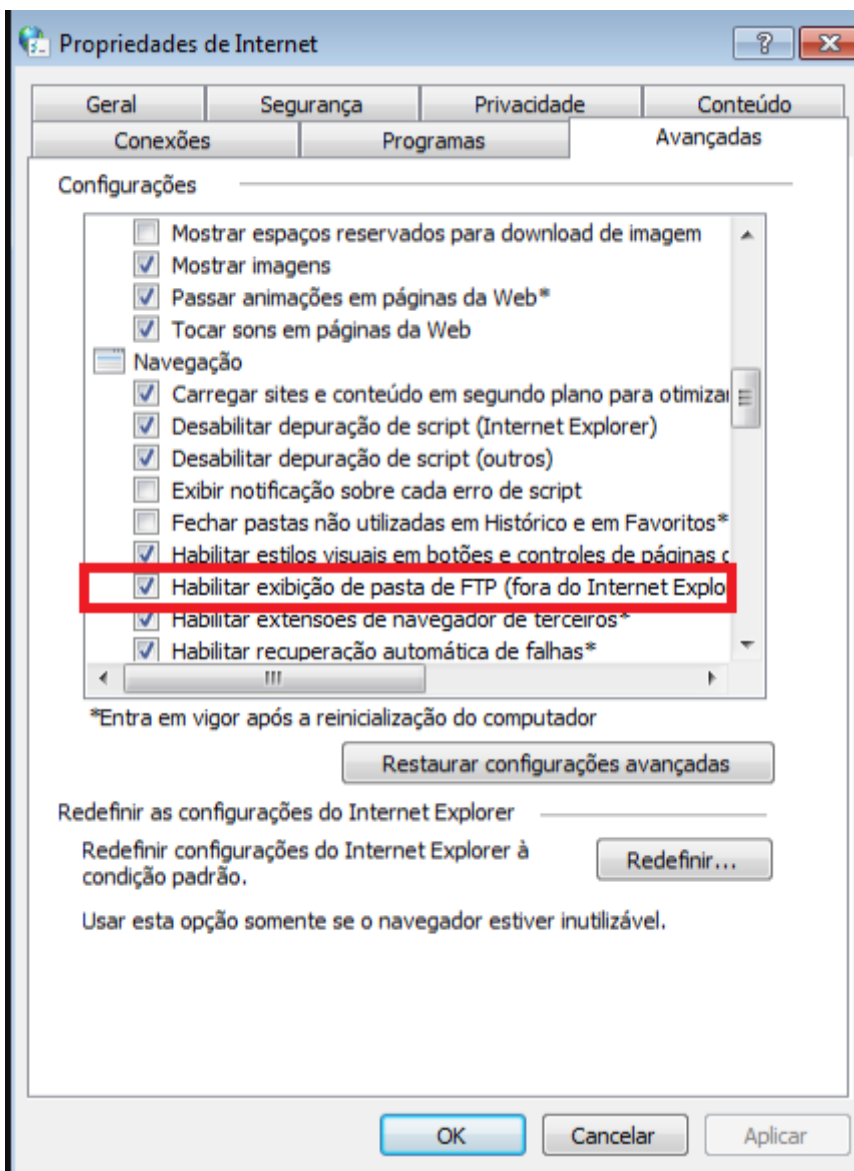 Propriedades de Internet
Geral Segurança Privacidade Conteúdo
Conexões Programas Avançadas
Configurações
Mostrar espaços reservados para download de imagem
Mostrar imagens
Passar animações em páginas da Web*
Tocar sons em páginas da Web
Navegação
Carregar sites e conteúdo em segundo plano para otimizar
Desabilitar depuração de script (Internet Explorer)
Desabilitar depuração de script (outros)
Exibir notificação sobre cada erro de script
Fechar pastas não utilizadas em Histórico e em Favoritos*
Habilitar estilos visuais em botões e controles de páginas
Habilitar exibição de pasta de FTP (fora do Internet Explo
Habilitar extensões de navegador de terceiros*
Habilitar recuperação automática de falhas*
*Entra em vigor após a reinicialização do computador
Restaurar configurações avançadas
Redefinir as configurações do Internet Explorer
Redefinir configurações do Internet Explorer à
condição padrão.
Redefinir...
Usar esta opção somente se o navegador estiver inutilizável.
OK Cancelar Aplicar